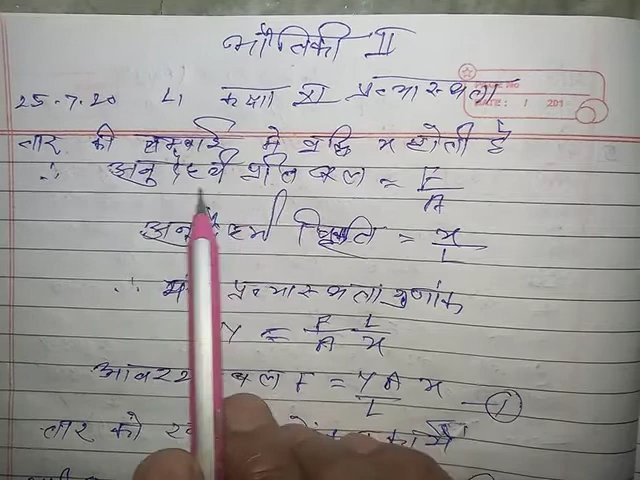 भौतिकी II
25-7-20 L1 कक्षा XI प्रत्यास्थता
तार की लम्बाई में वृद्धि x होती है
∴ अनुदैर्ध्य प्रतिबल = F/A
अनुदैर्ध्य विकृति = x/L
∴ प्रत्यास्थता गुणांक
Y = F L / A x
आवश्यक बल F = Y A x / L — ①
तार को